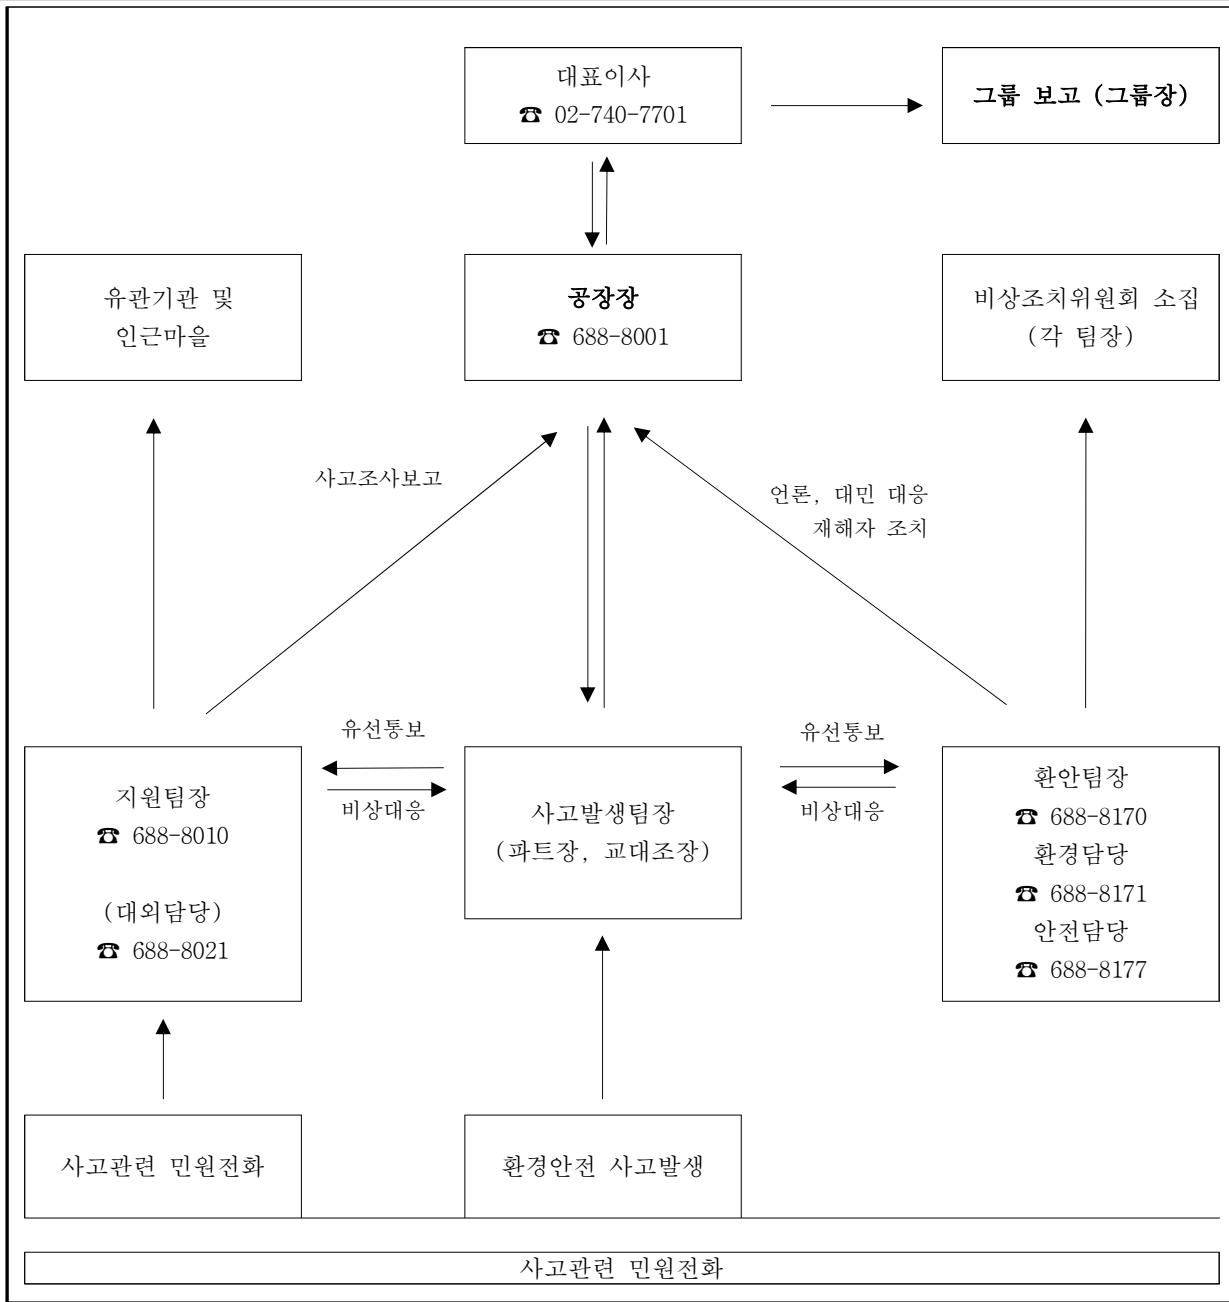 대표이사
☎ 02-740-7701
그룹 보고 (그룹장)
유관기관 및
인근마을
공장장
☎ 688-8001
비상조치위원회 소집
(각 팀장)
사고조사보고
언론, 대민 대응
재해자 조치
유선통보
비상대응
유선통보
비상대응
지원팀장
☎ 688-8010
(대외담당)
☎ 688-8021
사고발생팀장
(파트장, 교대조장)
환안팀장
☎ 688-8170
환경담당
☎ 688-8171
안전담당
☎ 688-8177
사고관련 민원전화
환경안전 사고발생
사고관련 민원전화